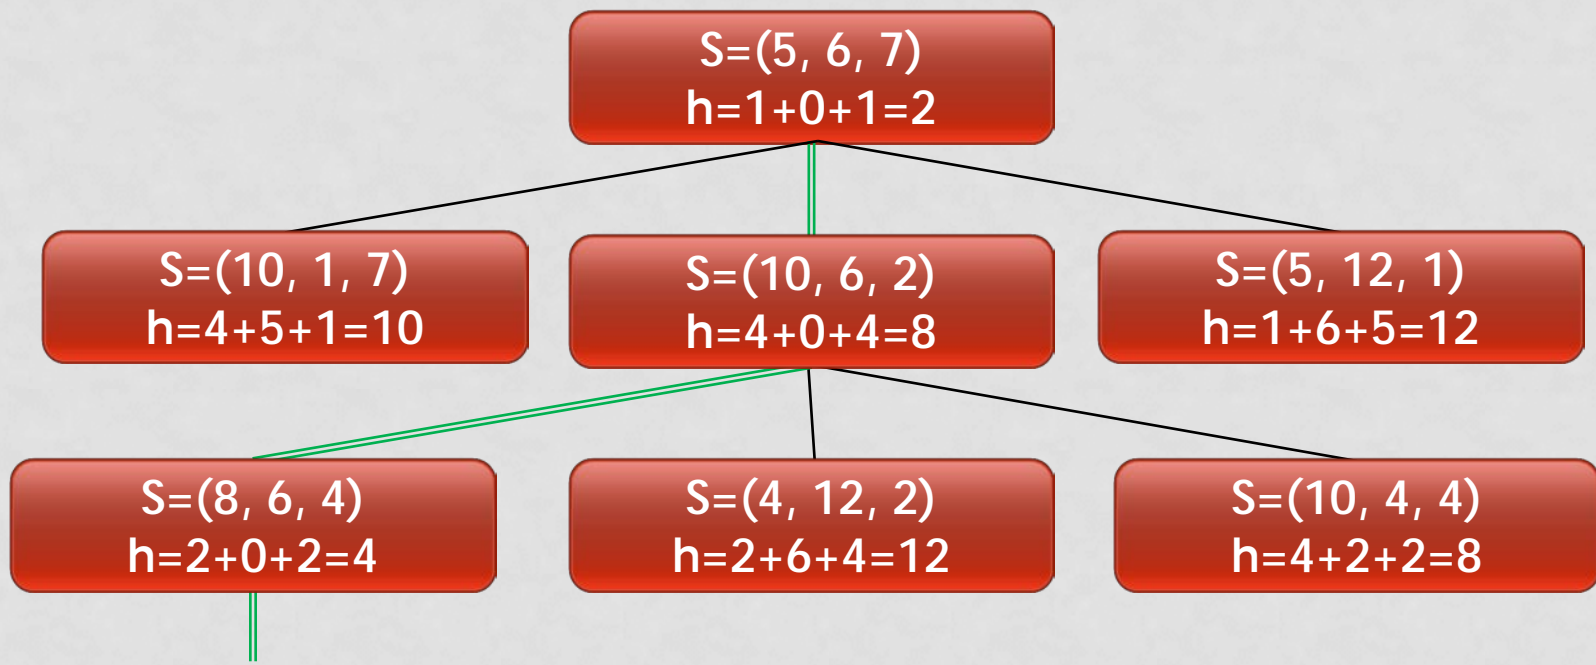 S=(5, 6, 7)
h=1+0+1=2
S=(10, 1, 7)
h=4+5+1=10
S=(10, 6, 2)
h=4+0+4=8
S=(5, 12, 1)
h=1+6+5=12
S=(8, 6, 4)
h=2+0+2=4
S=(4, 12, 2)
h=2+6+4=12
S=(10, 4, 4)
h=4+2+2=8